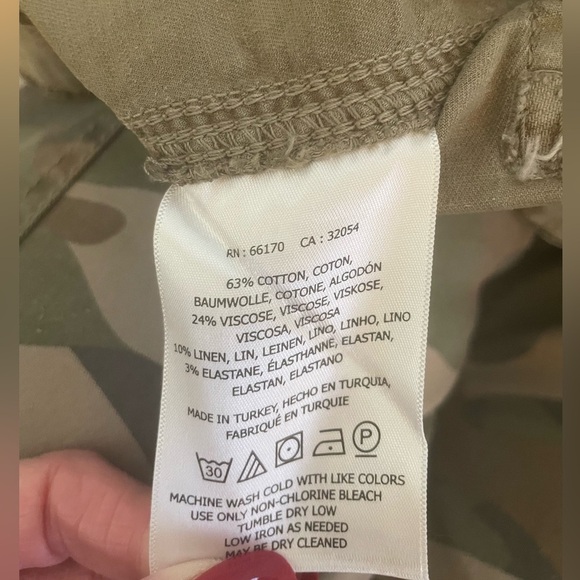 RN : 66170 CA : 32054
63% COTTON, COTON,
BAUMWOLLE, COTONE, ALGODÓN
24% VISCOSE, VISCOSE, VISKOSE,
VISCOSA, VISCOSA
10% LINEN, LIN, LEINEN, LINO, LINHO, LINO
3% ELASTANE, ÉLASTHANNE, ELASTAN,
ELASTAN, ELASTANO
MADE IN TURKEY, HECHO EN TURQUIA,
FABRIQUÉ EN TURQUIE
30 P
MACHINE WASH COLD WITH LIKE COLORS
USE ONLY NON-CHLORINE BLEACH
TUMBLE DRY LOW
LOW IRON AS NEEDED
MAY BE DRY CLEANED